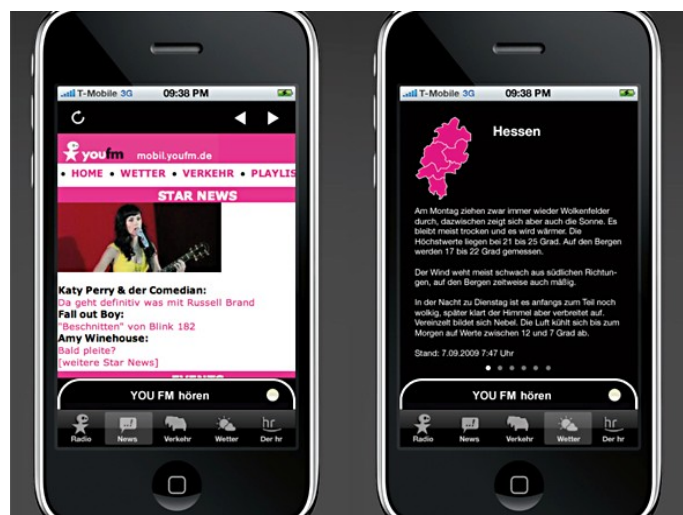 T-Mobile 3G 09:38 PM
youfm mobil.youfm.de
• HOME • WETTER • VERKEHR • PLAYLIS
STAR NEWS
Katy Perry & der Comedian:
Da geht definitiv was mit Russell Brand
Fall out Boy:
"Beschnitten" von Blink 182
Amy Winehouse:
Bald pleite?
[weitere Star News]
EVENTS
YOU FM hören
Radio News Verkehr Wetter hr Der hr
T-Mobile 3G 09:38 PM
Hessen
Am Montag ziehen zwar immer wieder Wolkenfelder
durch, dazwischen zeigt sich aber auch die Sonne. Es
bleibt meist trocken und es wird wärmer. Die
Höchstwerte liegen bei 21 bis 25 Grad. Auf den Bergen
werden 17 bis 22 Grad gemessen.
Der Wind weht meist schwach aus südlichen Richtun-
gen, auf den Bergen zeitweise auch mäßig.
In der Nacht zu Dienstag ist es anfangs zum Teil noch
wolkig, später klart der Himmel aber verbreitet auf.
Vereinzelt bildet sich Nebel. Die Luft kühlt sich bis zum
Morgen auf Werte zwischen 12 und 7 Grad ab.
Stand: 7.09.2009 7:47 Uhr
YOU FM hören
Radio News Verkehr Wetter hr Der hr